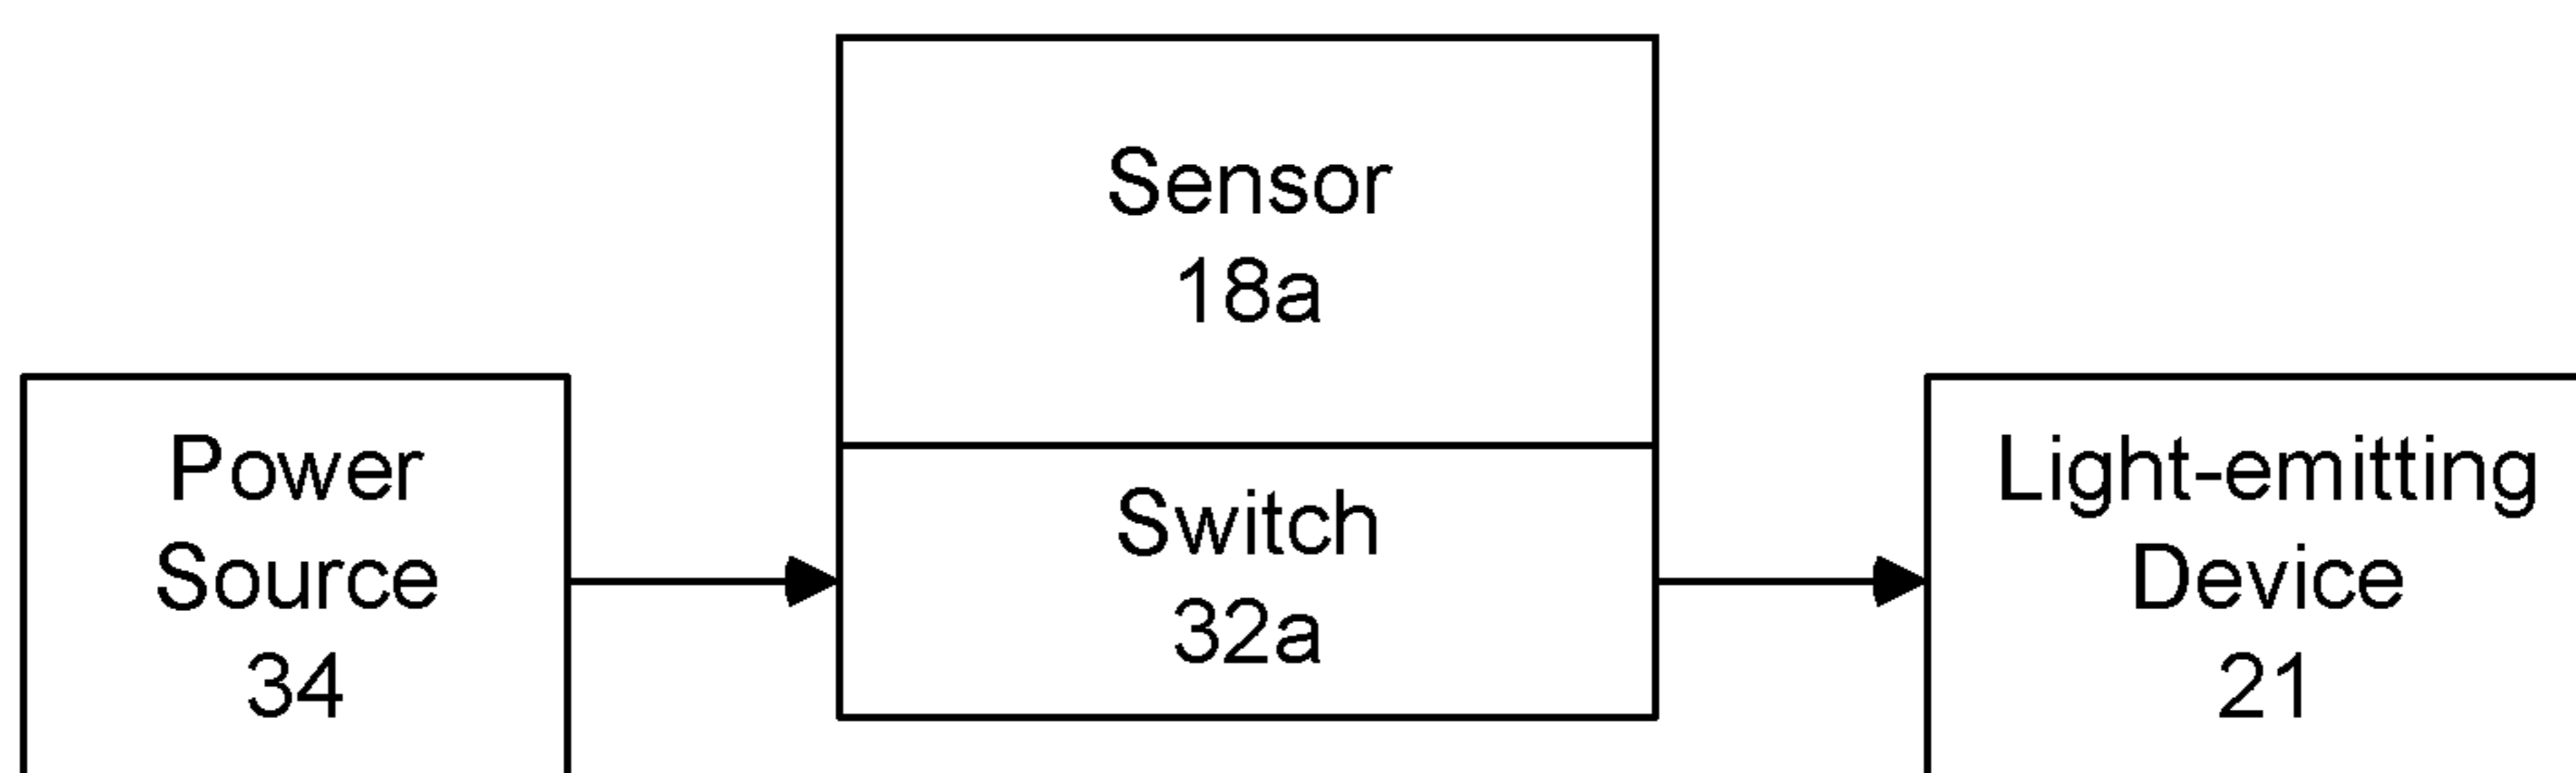 Sensor
18a
Power
Source
34
Switch
32a
Light-emitting
Device
21